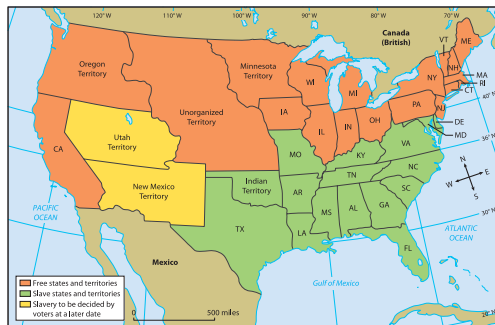 120°W
110°W
100°W
90°W
80°W
70°W
Canada
(British)
Oregon
Territory
Minnesota
Territory
Unorganized
Territory
Utah
Territory
New Mexico
Territory
Indian
Territory
CA
IA
WI
MI
IL
IN
OH
PA
NY
VT
NH
ME
MA
RI
CT
NJ
DE
MD
MO
KY
VA
TN
NC
SC
AR
MS
AL
GA
LA
TX
FL
40°N
30°N
N
E
S
W
PACIFIC
OCEAN
ATLANTIC
OCEAN
Mexico
Gulf of Mexico
Free states and territories
Slave states and territories
Slavery to be decided by
voters at a later date
0
500 miles